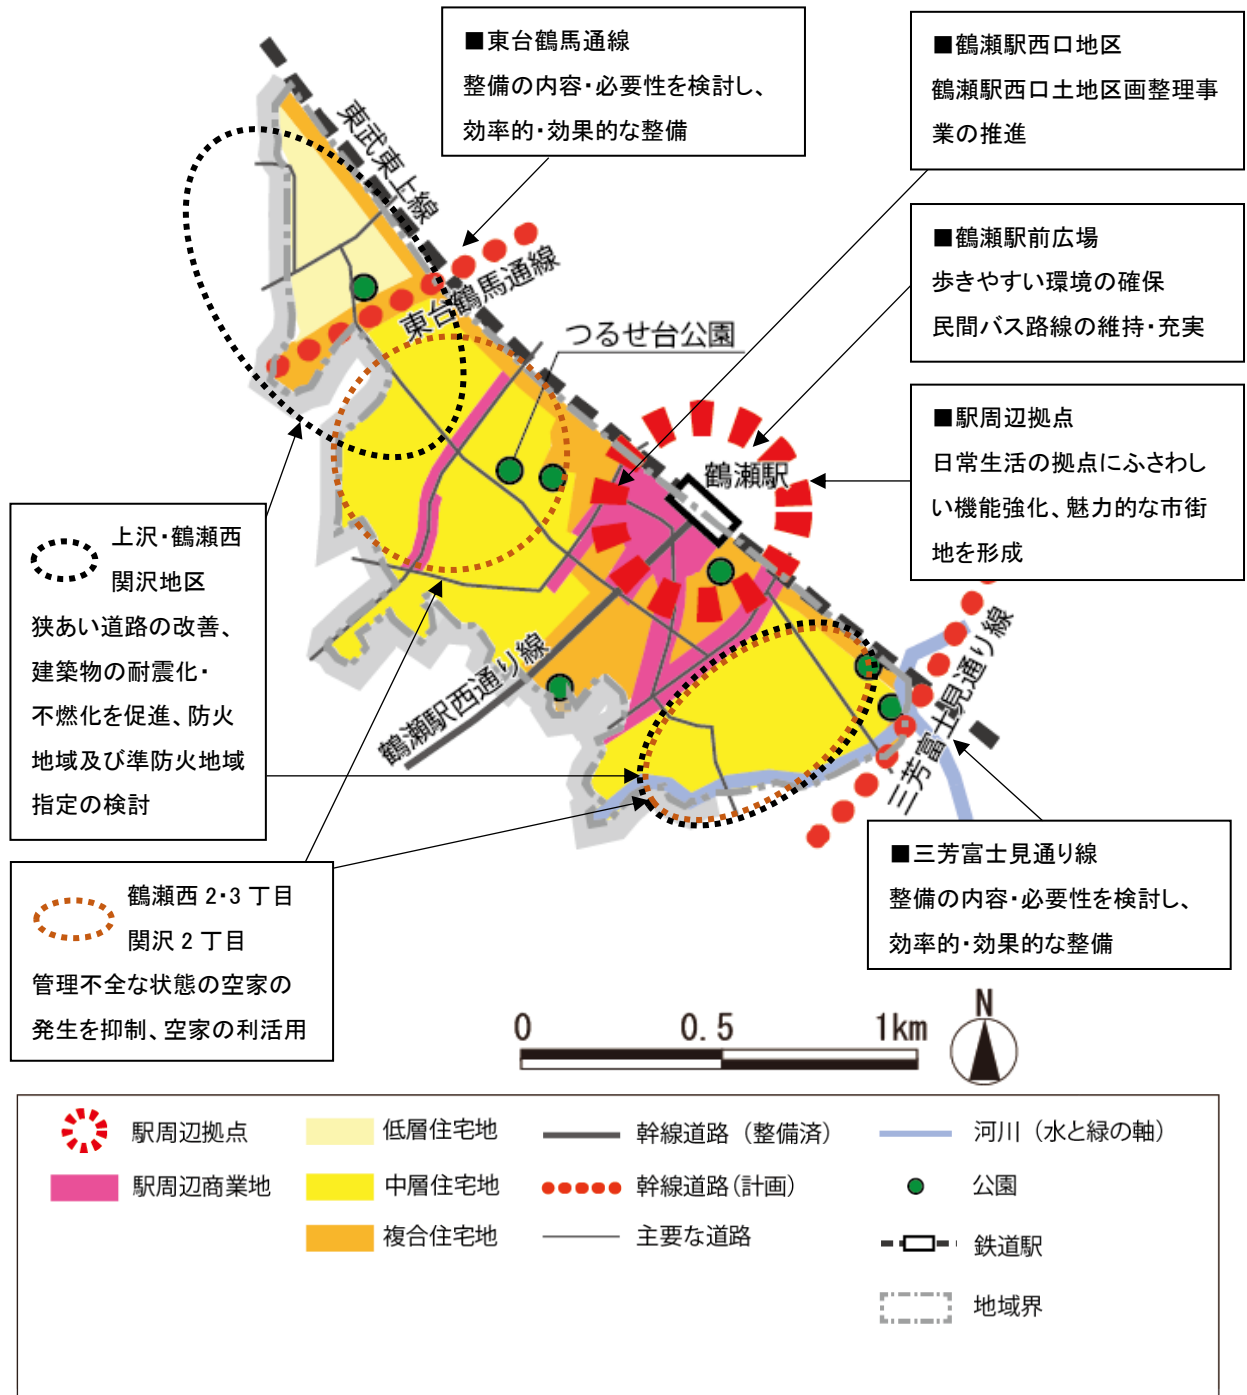 ■東台鶴馬通線
整備の内容・必要性を検討し、
効率的・効果的な整備
■鶴瀬駅西口地区
鶴瀬駅西口土地区画整理事
業の推進
■鶴瀬駅前広場
歩きやすい環境の確保
民間バス路線の維持・充実
■駅周辺拠点
日常生活の拠点にふさわし
い機能強化、魅力的な市街
地を形成
東武東上線
東台鶴馬通線
つるせ台公園
鶴瀬駅
鶴瀬駅西通り線
三芳富士見通り線
上沢・鶴瀬西
関沢地区
狭あい道路の改善、
建築物の耐震化・
不燃化を促進、防火
地域及び準防火地域
指定の検討
鶴瀬西 2・3 丁目
関沢 2 丁目
管理不全な状態の空家の
発生を抑制、空家の利活用
■三芳富士見通り線
整備の内容・必要性を検討し、
効率的・効果的な整備
0 0.5 1km
N
駅周辺拠点
低層住宅地
幹線道路（整備済）
河川（水と緑の軸）
駅周辺商業地
中層住宅地
幹線道路（計画）
公園
複合住宅地
主要な道路
鉄道駅
地域界